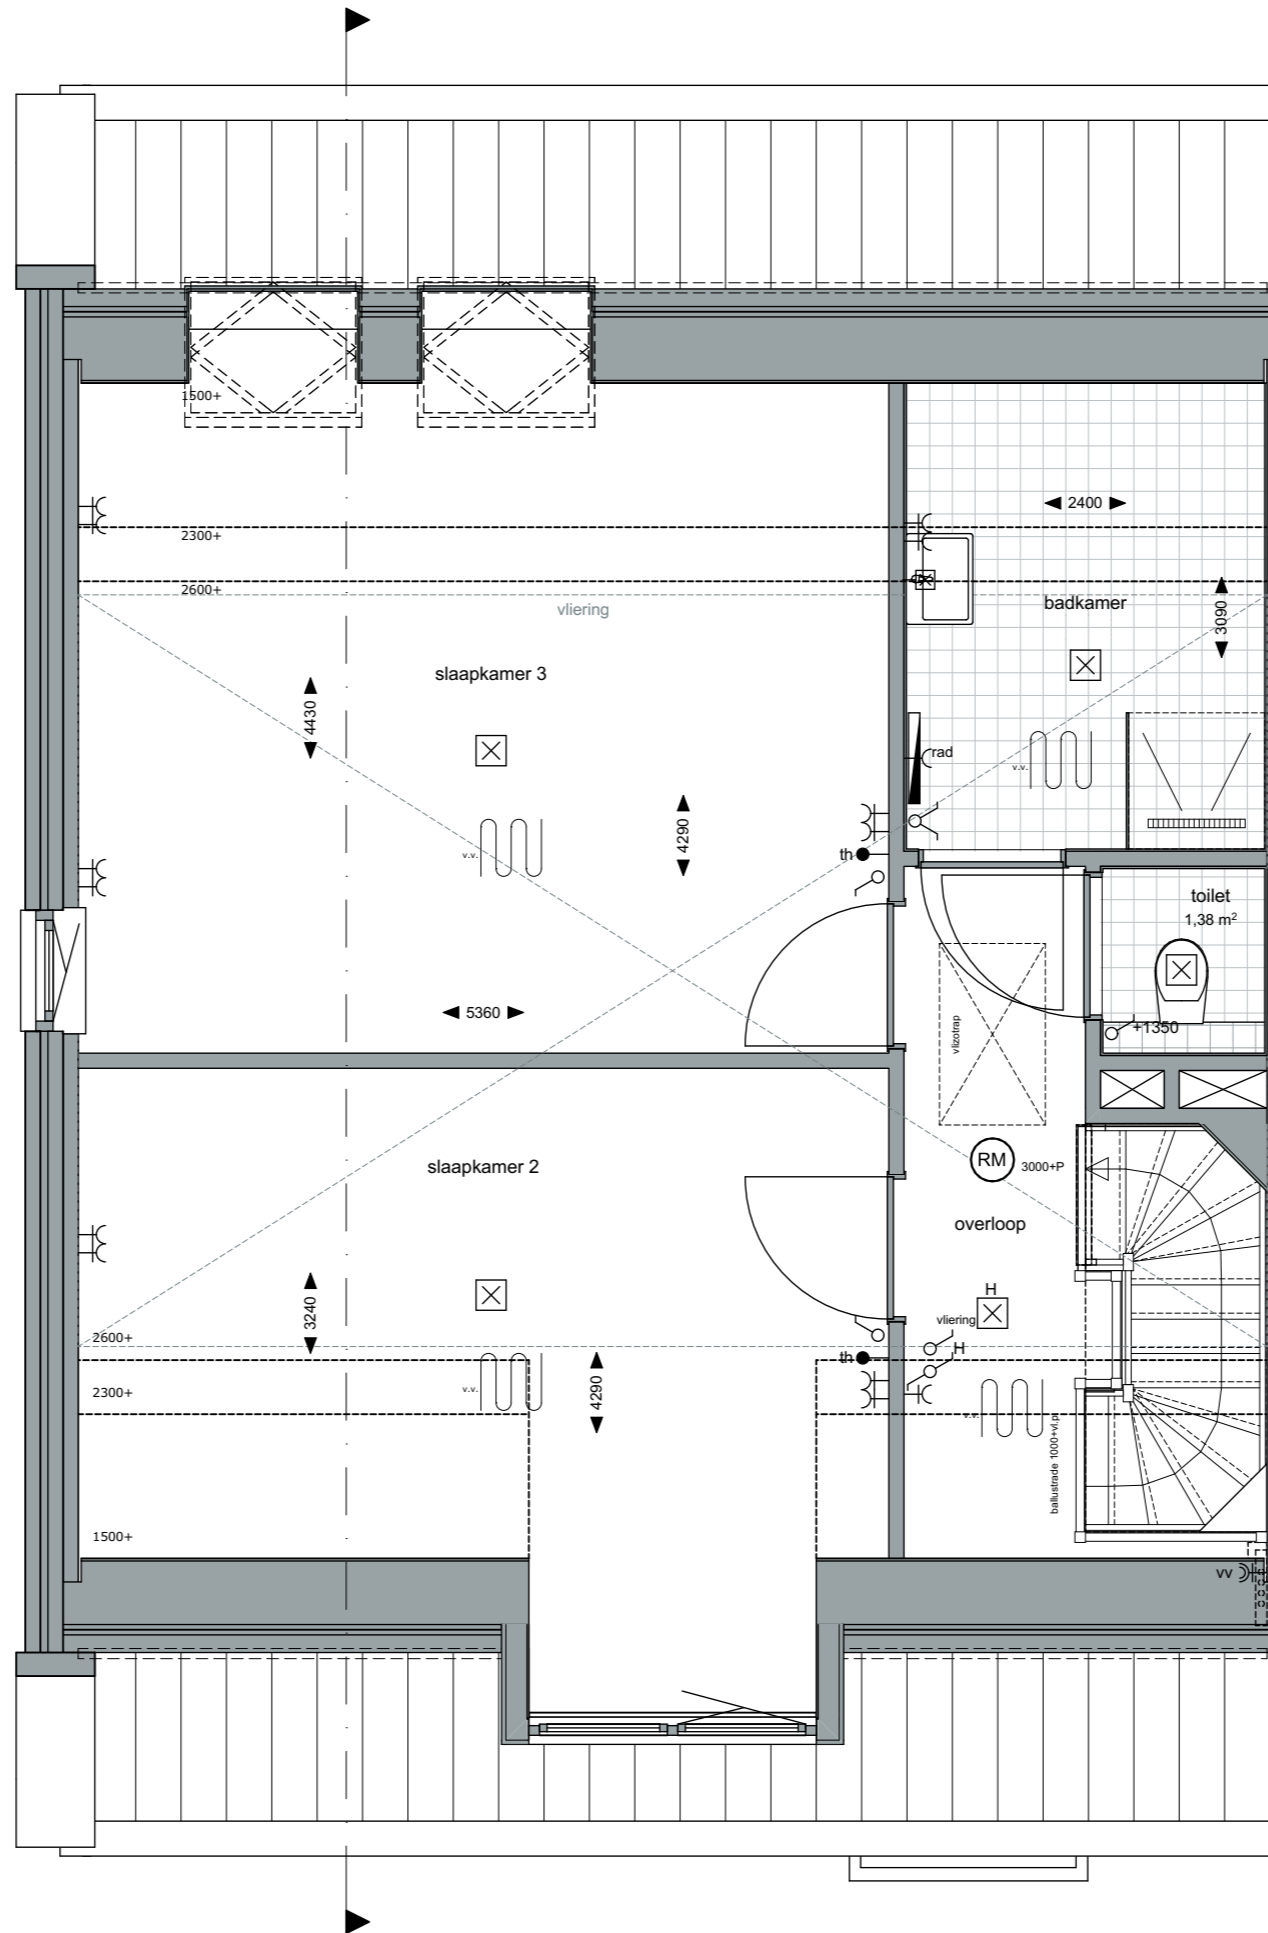 1500+
2300+
2600+
vliering
2400
badkamer
3090
slaapkamer 3
4430
v.v.
4290
rad
v.v.
th
toilet
1,38 m²
+1350
5360
vlizotrap
slaapkamer 2
RM
3000+P
overloop
H
vliering
H
3240
2600+
2300+
v.v.
4290
th
v.v.
ballustrade 1000+vl.p.
1500+
vv